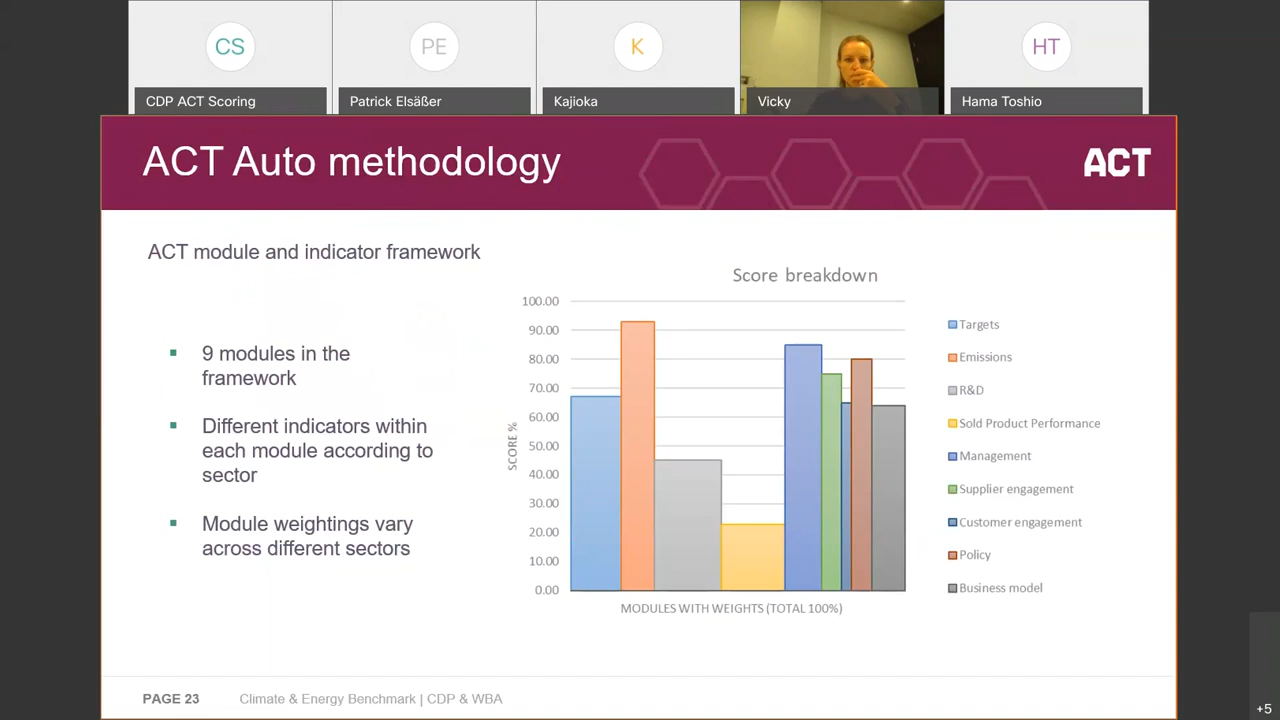 CS
PE
K
HT
CDP ACT Scoring
Patrick Elsäßer
Kajioka
Vicky
Hama Toshio
ACT Auto methodology
ACT
ACT module and indicator framework
▪ 9 modules in the
framework
▪ Different indicators within
each module according to
sector
▪ Module weightings vary
across different sectors
Score breakdown
100.00
90.00
80.00
70.00
60.00
50.00
40.00
30.00
20.00
10.00
0.00
SCORE %
MODULES WITH WEIGHTS (TOTAL 100%)
Targets
Emissions
R&D
Sold Product Performance
Management
Supplier engagement
Customer engagement
Policy
Business model
PAGE 23
Climate & Energy Benchmark | CDP & WBA
+5